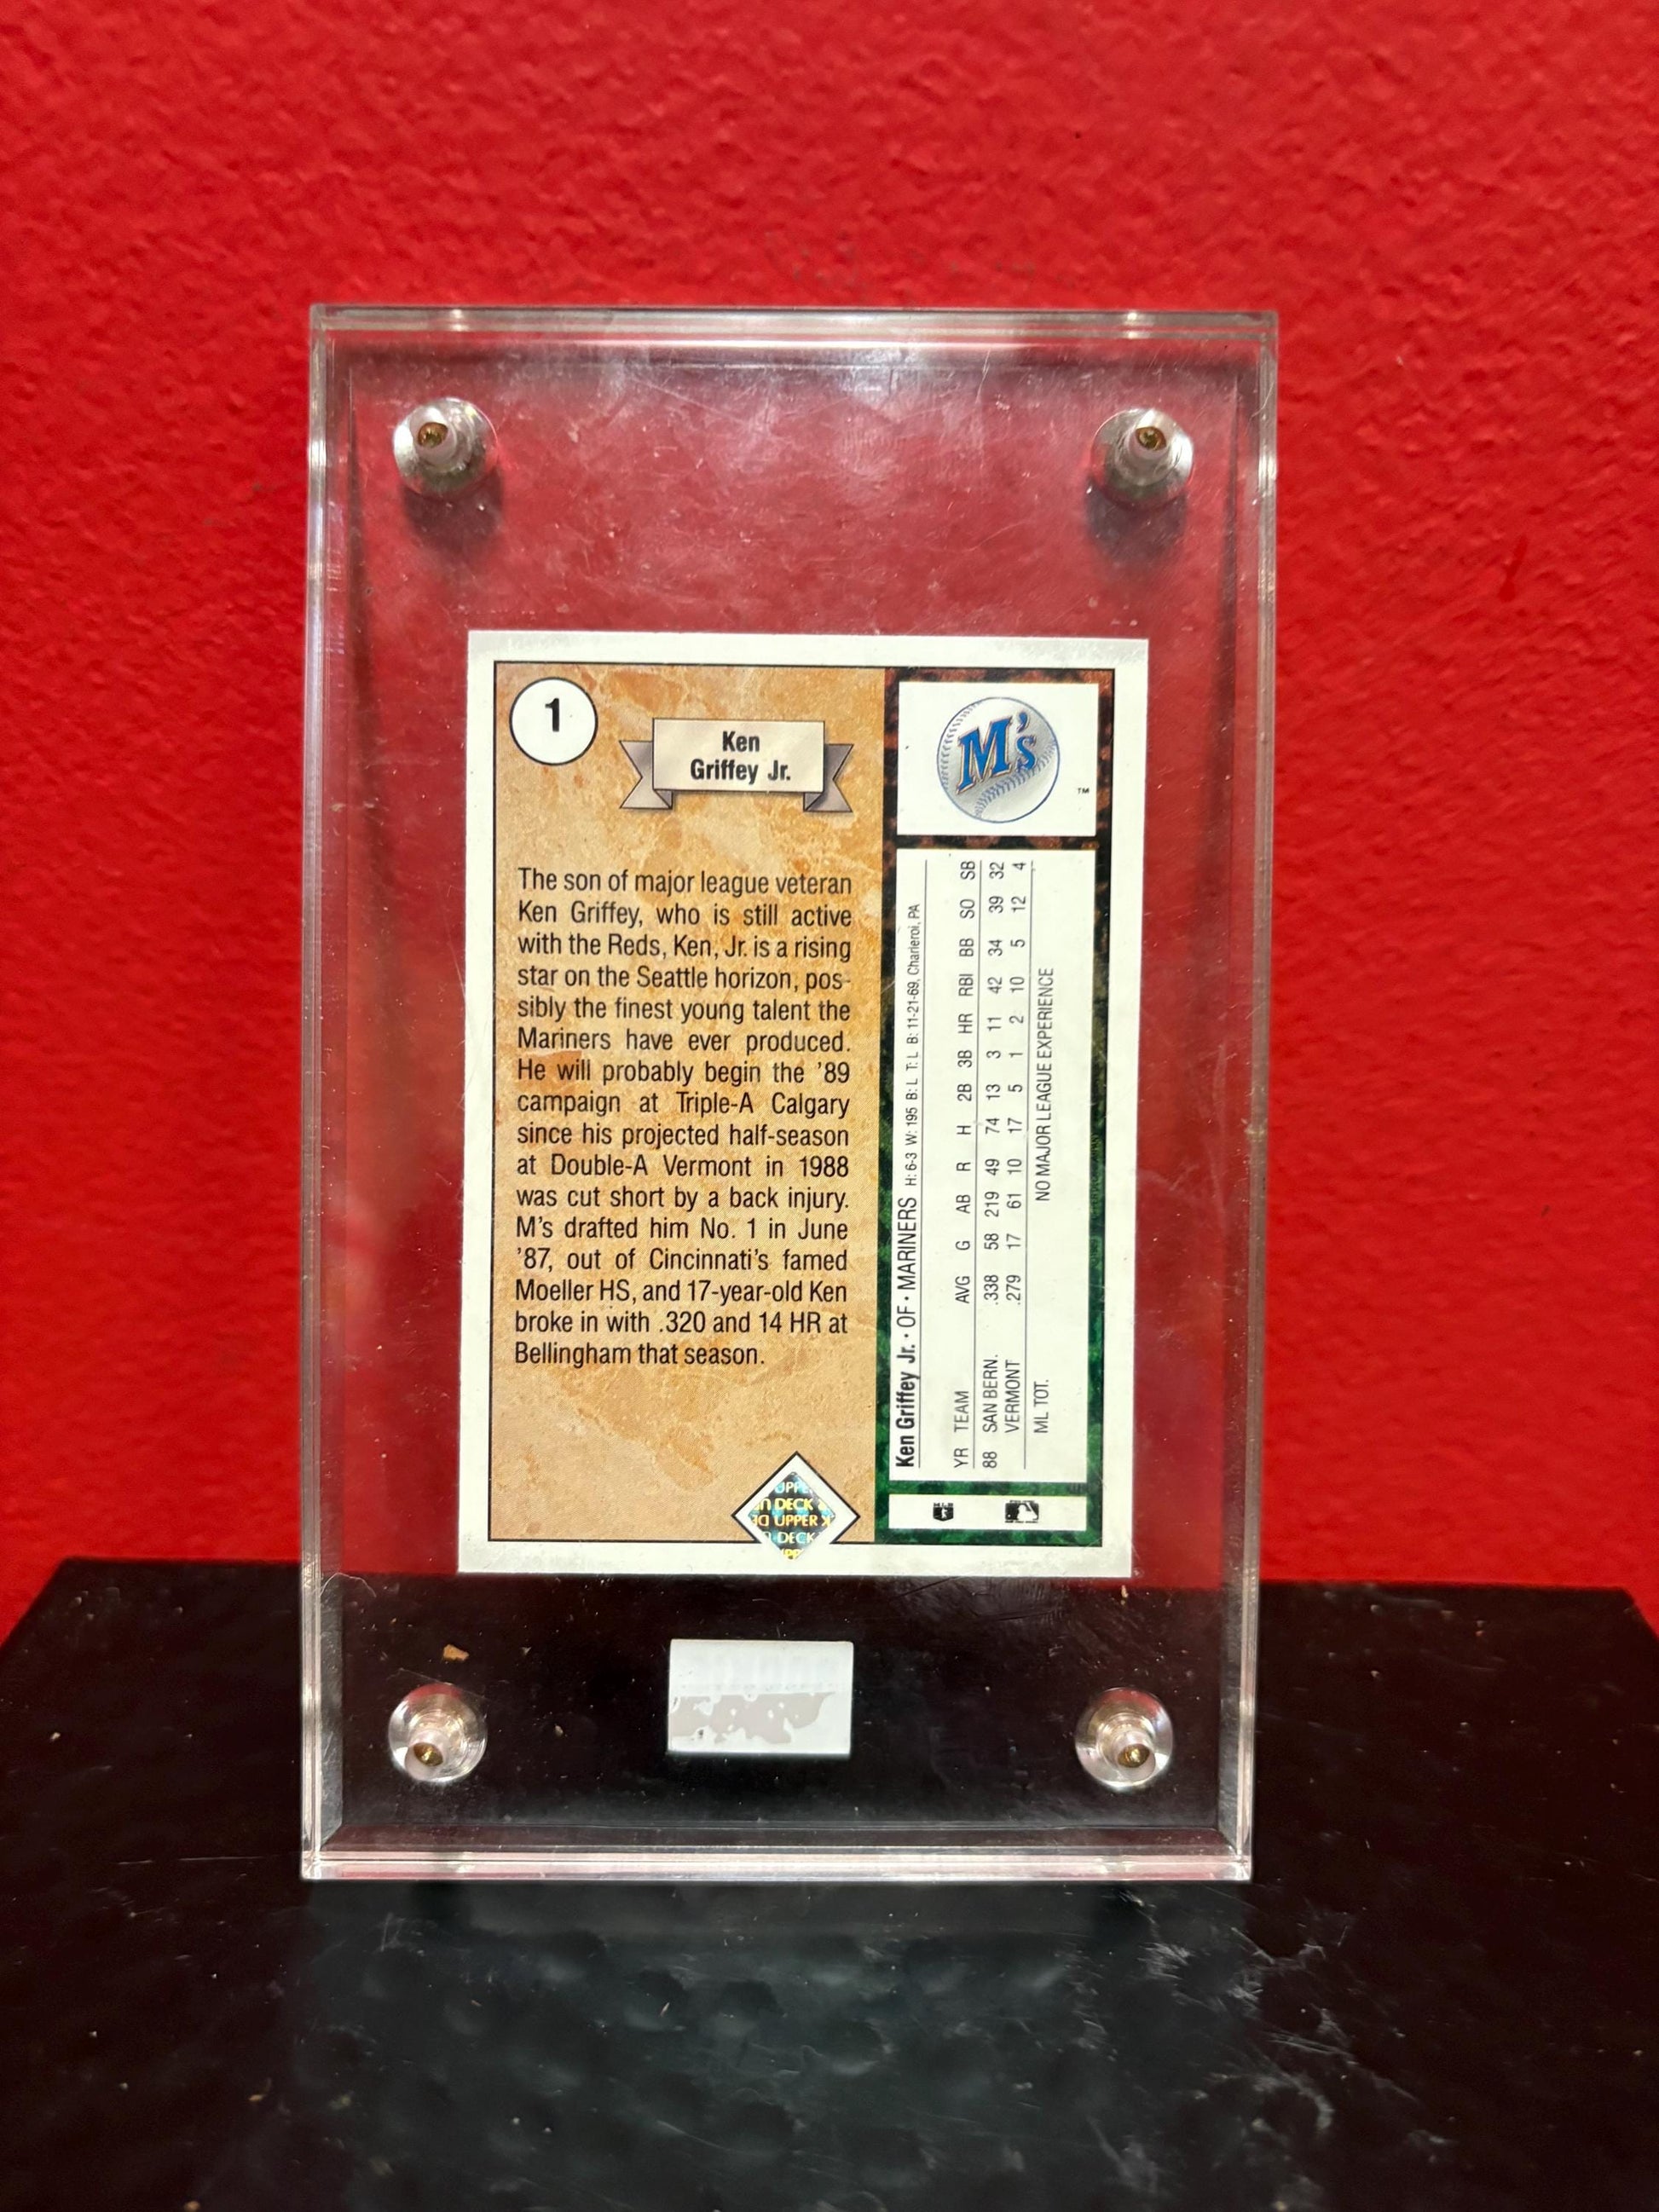 1
Ken
Griffey Jr.
The son of major league veteran
Ken Griffey, who is still active
with the Reds, Ken, Jr. is a rising
star on the Seattle horizon, pos-
sibly the finest young talent the
Mariners have ever produced.
He will probably begin the '89
campaign at Triple-A Calgary
since his projected half-season
at Double-A Vermont in 1988
was cut short by a back injury.
M's drafted him No. 1 in June
'87, out of Cincinnati's famed
Moeller HS, and 17-year-old Ken
broke in with .320 and 14 HR at
Bellingham that season.
UPPER
DECK
UPPER
DECK
M's
TM
Ken Griffey Jr. • OF • MARINERS H: 6-3 W: 195 B: L T: L B: 11-21-69, Charleroi, PA
YR TEAM AVG G AB R H 2B 3B HR RBI BB SO SB
88 SAN BERN. .338 58 219 49 74 13 3 11 42 34 39 32
VERMONT .279 17 61 10 17 5 1 2 10 5 12 4
ML TOT. NO MAJOR LEAGUE EXPERIENCE